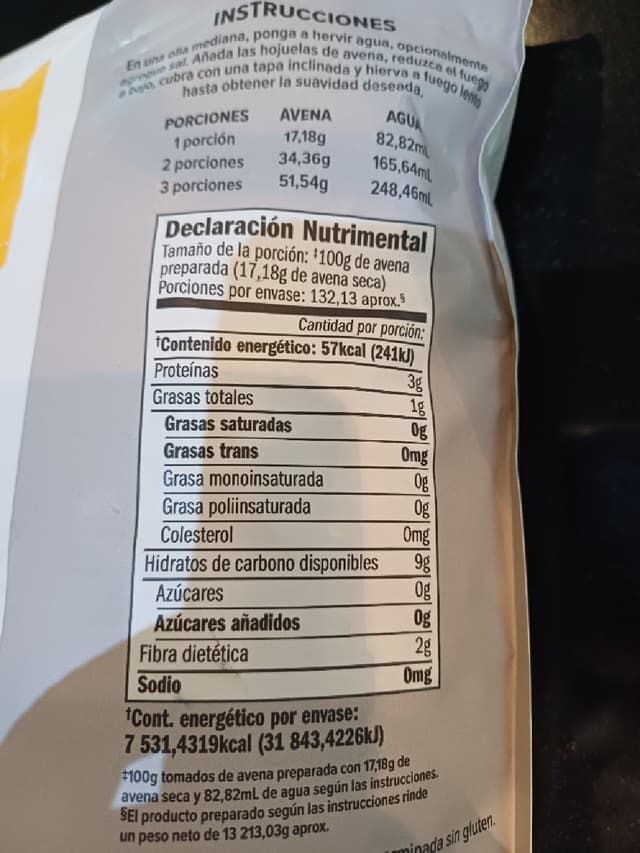 INSTRUCCIONES
En una olla mediana, ponga a hervir agua, opcionalmente
agregue sal. Añada las hojuelas de avena, reduzca el fuego
a bajo, cubra con una tapa inclinada y hierva a fuego lento
hasta obtener la suavidad deseada.
PORCIONES AVENA AGUA
1 porción 17,18g 82,82mL
2 porciones 34,36g 165,64mL
3 porciones 51,54g 248,46mL
Declaración Nutrimental
Tamaño de la porción: ‡100g de avena
preparada (17,18g de avena seca)
Porciones por envase: 132,13 aprox.§
Cantidad por porción:
†Contenido energético: 57kcal (241kJ)
Proteínas 3g
Grasas totales 1g
Grasas saturadas 0g
Grasas trans 0mg
Grasa monoinsaturada 0g
Grasa poliinsaturada 0g
Colesterol 0mg
Hidratos de carbono disponibles 9g
Azúcares 0g
Azúcares añadidos 0g
Fibra dietética 2g
Sodio 0mg
†Cont. energético por envase:
7 531,4319kcal (31 843,4226kJ)
‡100g tomados de avena preparada con 17,18g de
avena seca y 82,82mL de agua según las instrucciones.
§El producto preparado según las instrucciones rinde
un peso neto de 13 213,03g aprox.
sin gluten.